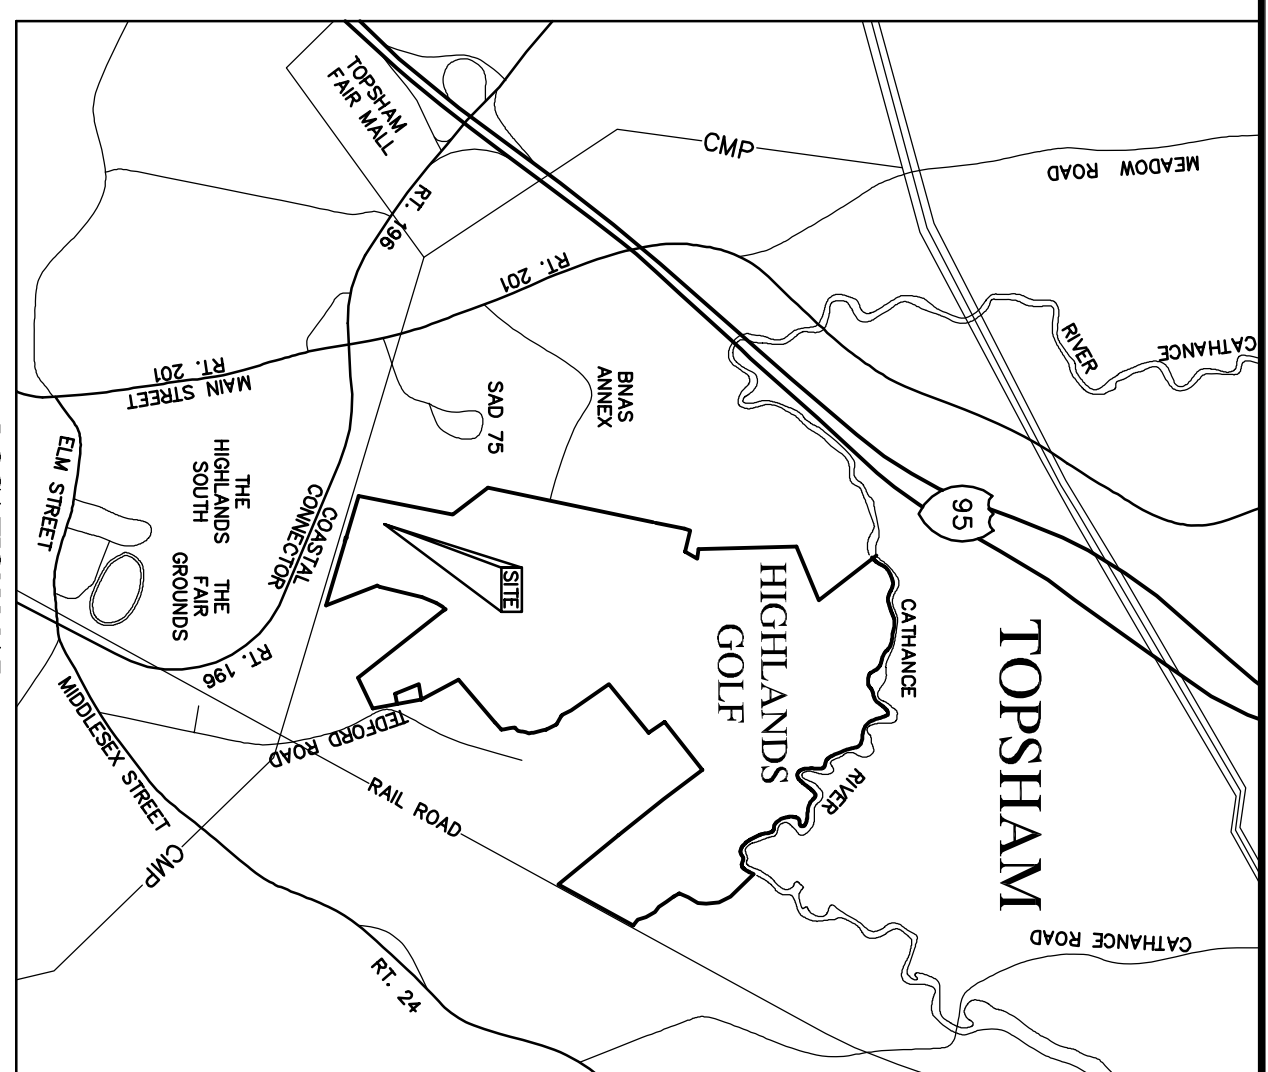 TOPSHAM
FAIR MALL
CMP
MEADOW ROAD
RT. 196
RT. 201
RIVER
CATHANCE
RT. 201
MAIN STREET
SAD 75
BNAS
ANNEX
ELM STREET
THE
HIGHLANDS
SOUTH
THE
FAIR
GROUNDS
COASTAL
CONNECTOR
95
SITE
HIGHLANDS
GOLF
CATHANCE
RIVER
TOPSHAM
RT. 196
MIDDLESEX STREET
TEDFORD ROAD
RAIL ROAD
CMP
RT. 24
CATHANCE ROAD